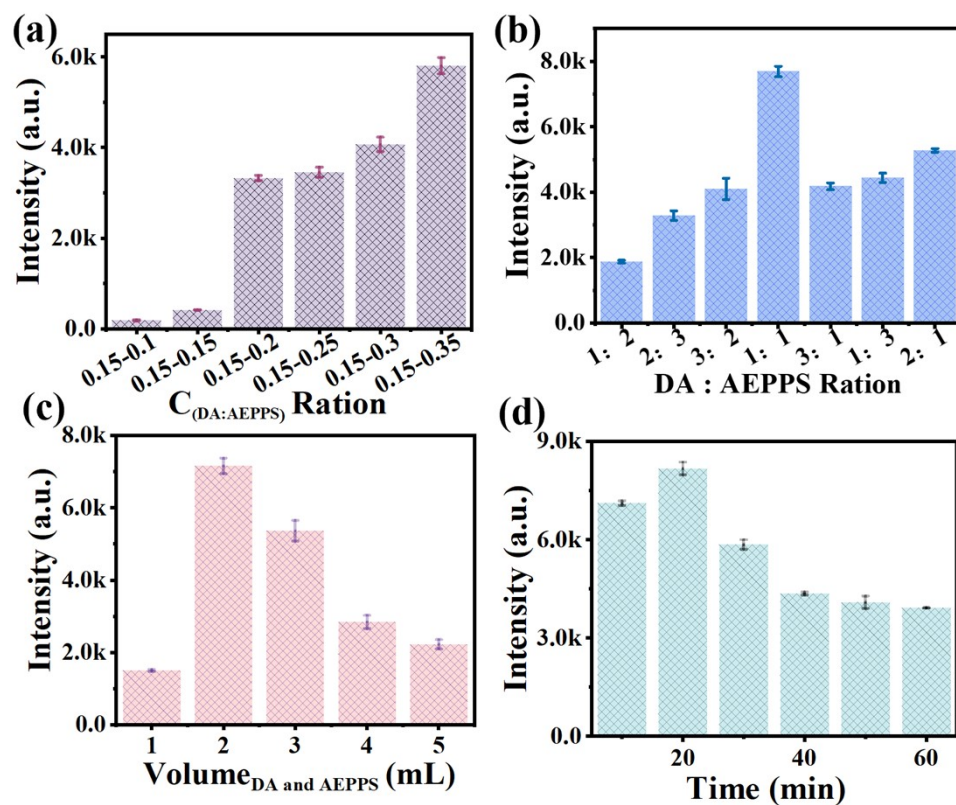 (a)
Intensity (a.u.)
6.0k
4.0k
2.0k
0.0
0.15-0.1
0.15-0.15
0.15-0.2
0.15-0.25
0.15-0.3
0.15-0.35
C(DA:AEPPS) Ration
(b)
Intensity (a.u.)
8.0k
6.0k
4.0k
2.0k
0.0
1: 2
2: 3
3: 2
1: 1
3: 1
1: 3
2: 1
DA : AEPPS Ration
(c)
Intensity (a.u.)
8.0k
6.0k
4.0k
2.0k
0.0
1 2 3 4 5
VolumeDA and AEPPS (mL)
(d)
Intensity (a.u.)
9.0k
6.0k
3.0k
0.0
20 40 60
Time (min)